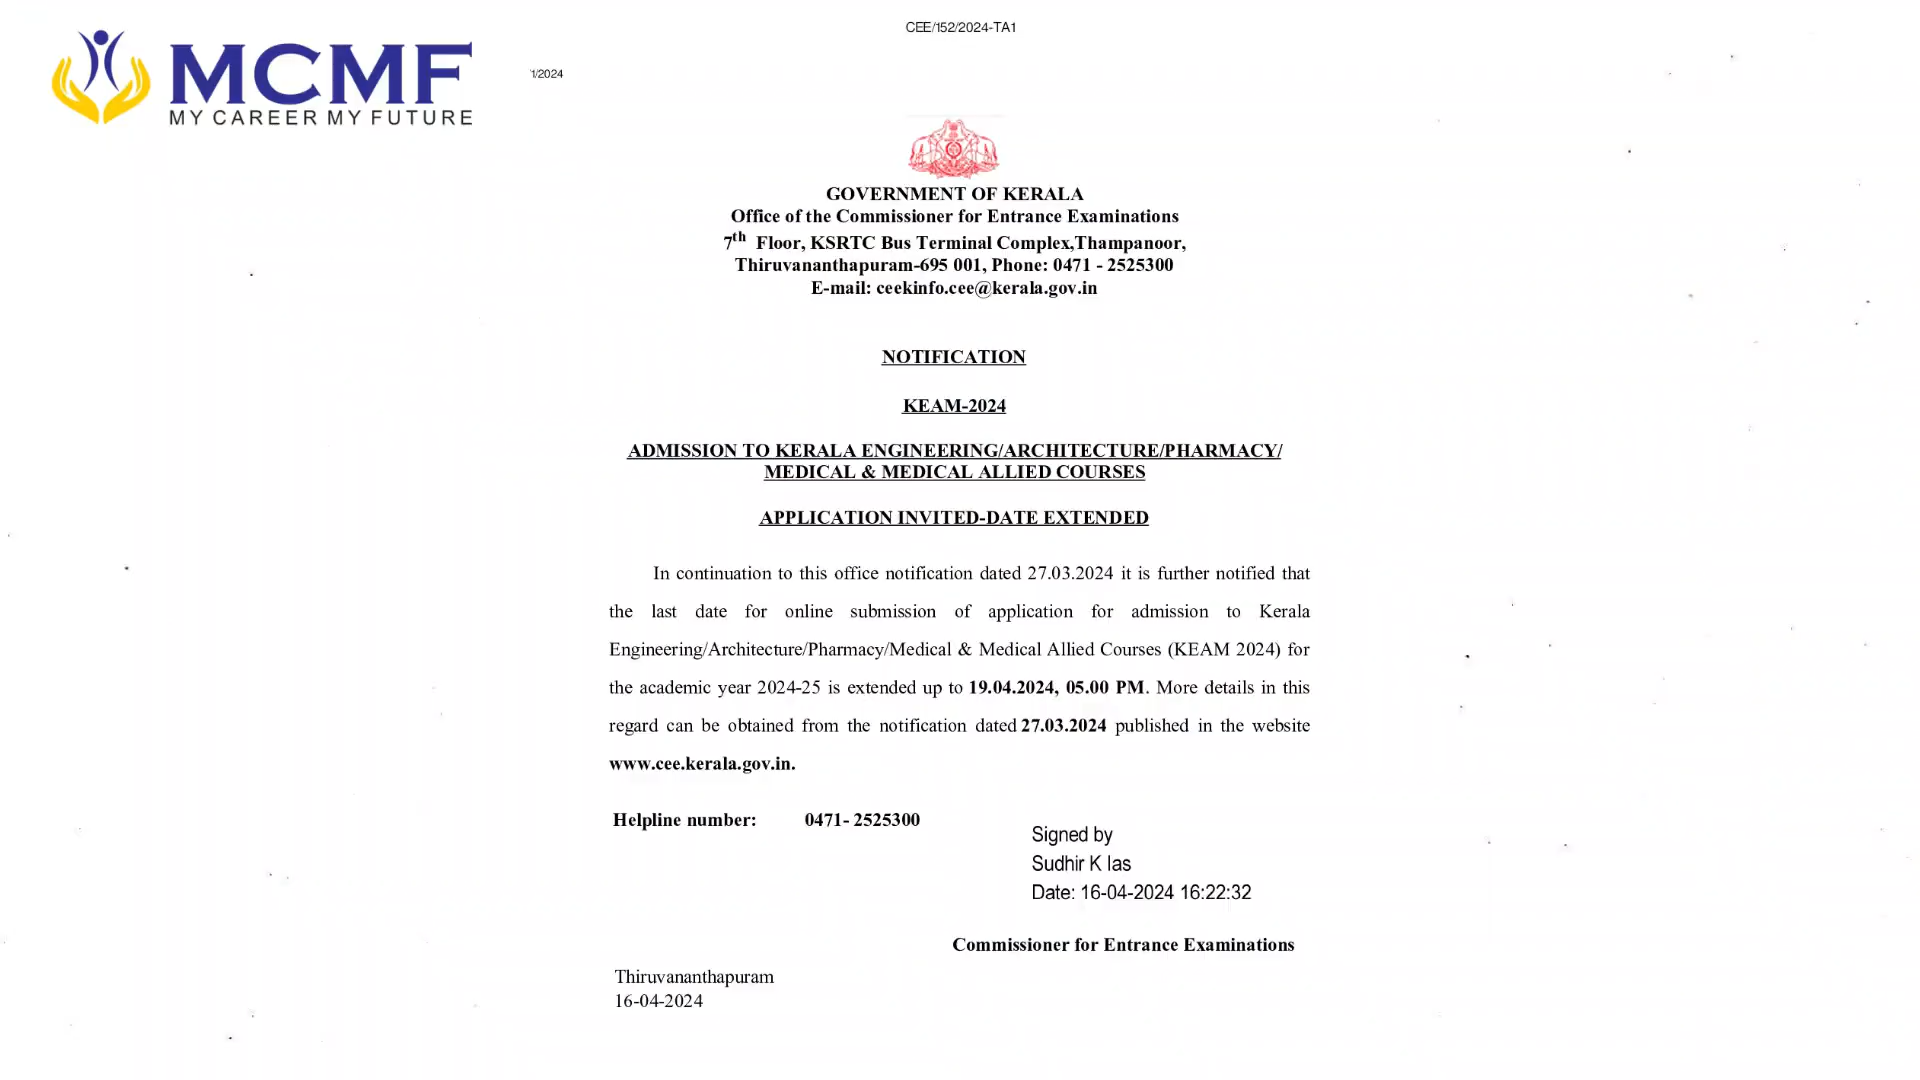 CEE/152/2024-TA1
MCMF
MY CAREER MY FUTURE
1/2024
GOVERNMENT OF KERALA
Office of the Commissioner for Entrance Examinations
7th Floor, KSRTC Bus Terminal Complex,Thampanoor,
Thiruvananthapuram-695 001, Phone: 0471 - 2525300
E-mail: ceekinfo.cee@kerala.gov.in
NOTIFICATION
KEAM-2024
ADMISSION TO KERALA ENGINEERING/ARCHITECTURE/PHARMACY/
MEDICAL & MEDICAL ALLIED COURSES
APPLICATION INVITED-DATE EXTENDED
In continuation to this office notification dated 27.03.2024 it is further notified that
the last date for online submission of application for admission to Kerala
Engineering/Architecture/Pharmacy/Medical & Medical Allied Courses (KEAM 2024) for
the academic year 2024-25 is extended up to 19.04.2024, 05.00 PM. More details in this
regard can be obtained from the notification dated 27.03.2024 published in the website
www.cee.kerala.gov.in.
Helpline number: 0471- 2525300
Signed by
Sudhir K Ias
Date: 16-04-2024 16:22:32
Commissioner for Entrance Examinations
Thiruvananthapuram
16-04-2024